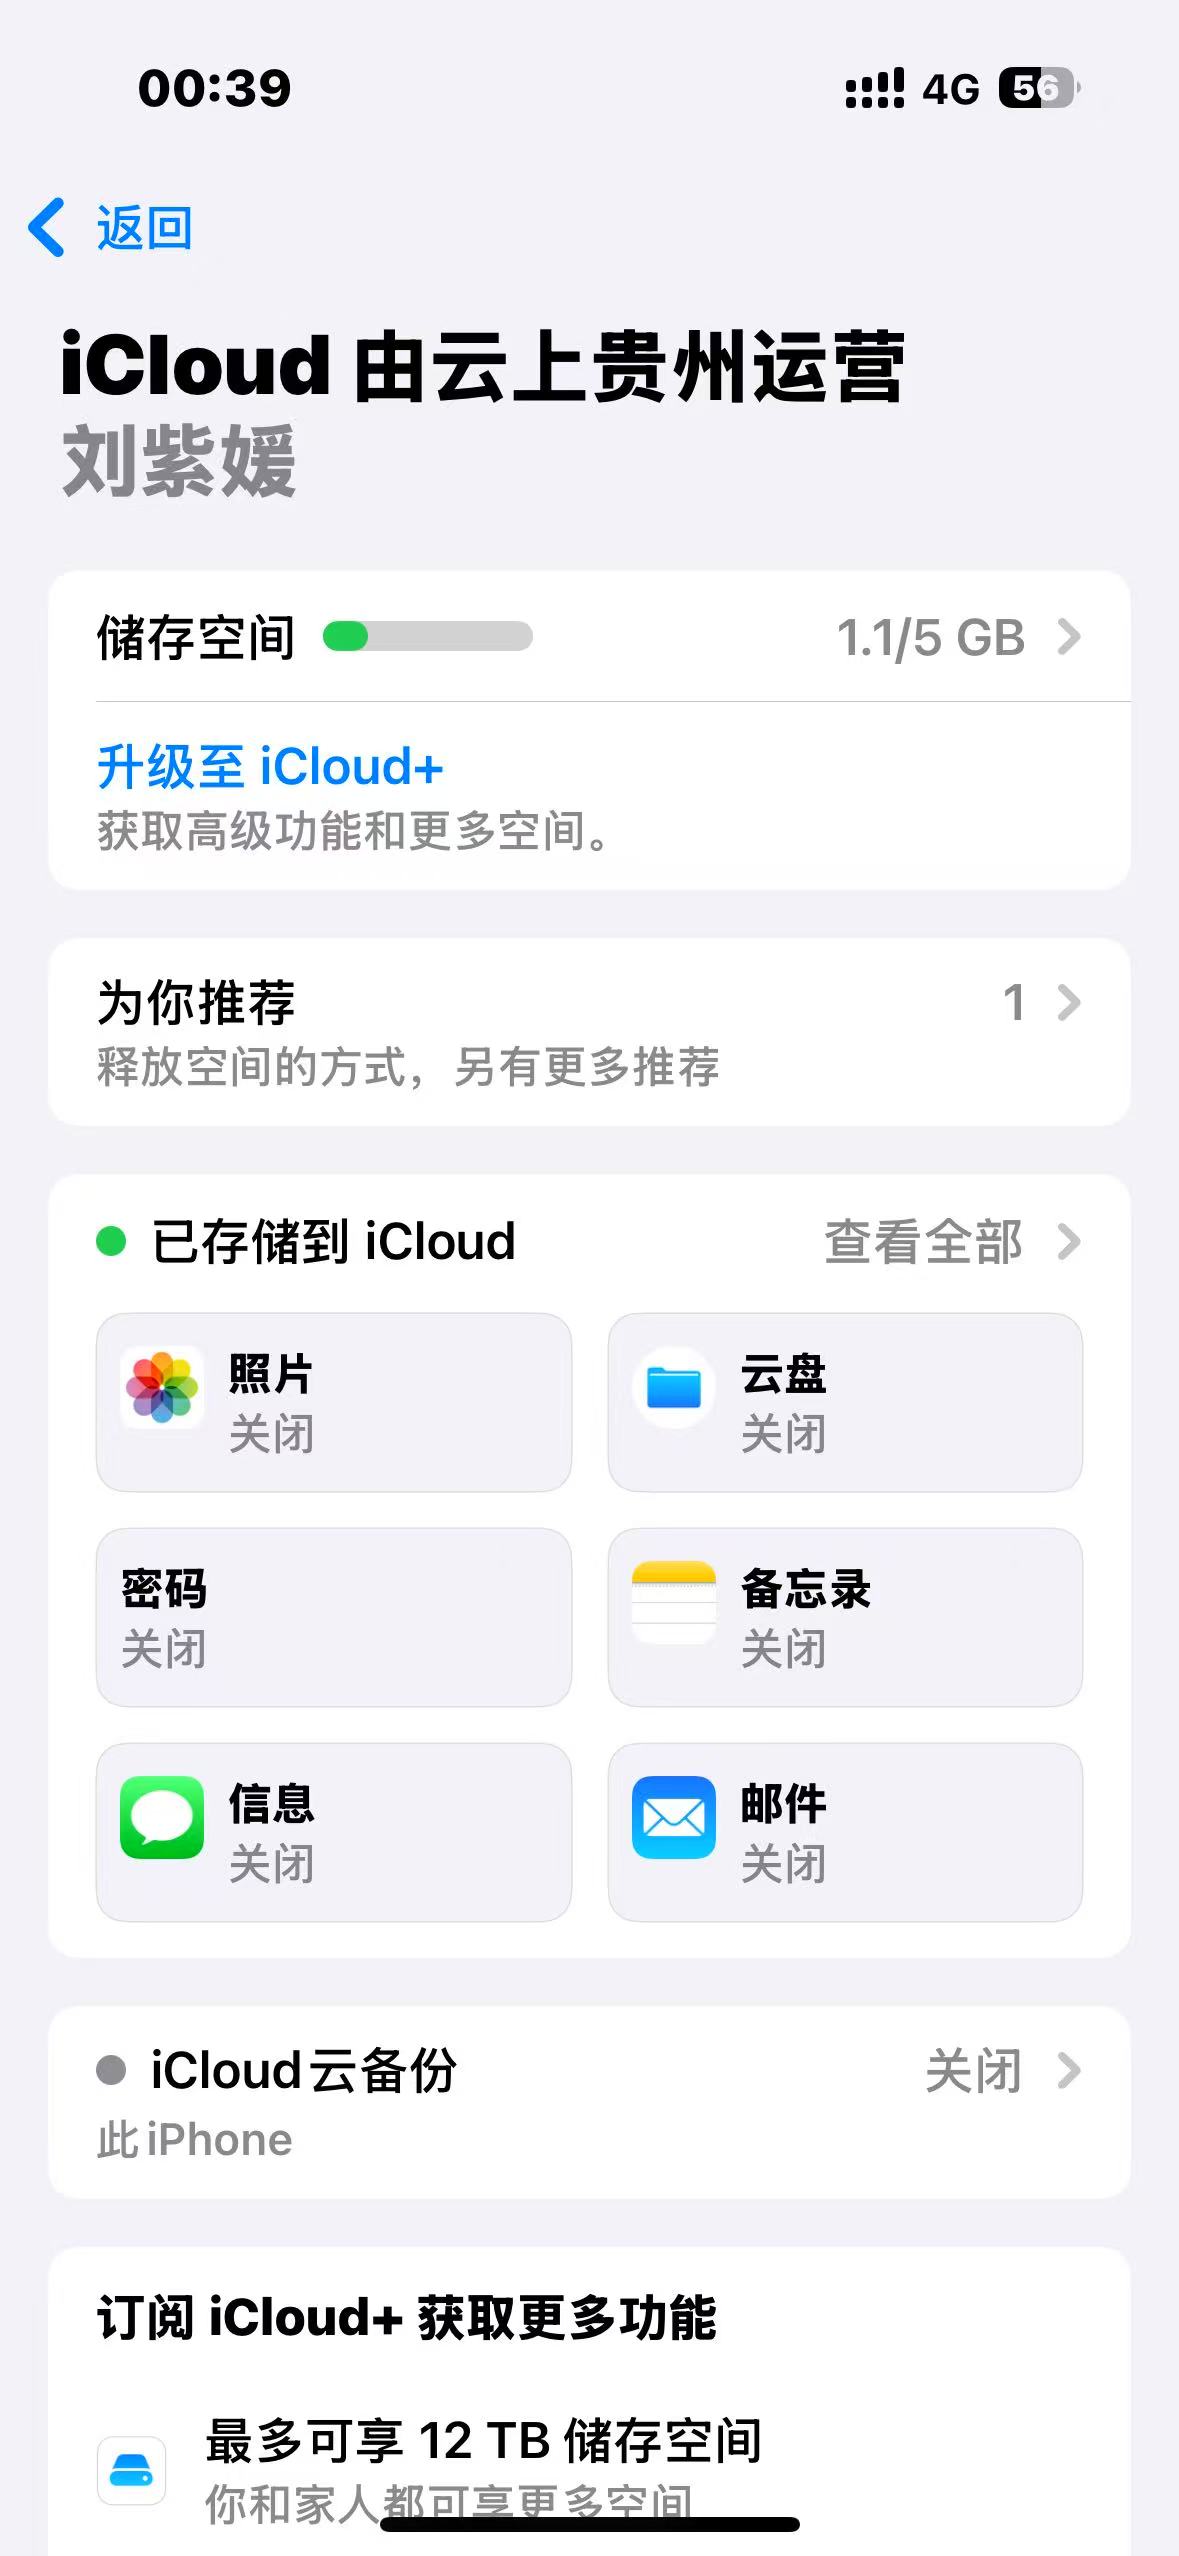 00:39
4G 56
返回
iCloud 由云上贵州运营
刘紫媛
储存空间 1.1/5 GB
升级至 iCloud+
获取高级功能和更多空间。
为你推荐 1
释放空间的方式，另有更多推荐
已存储到 iCloud 查看全部
照片 云盘
关闭 关闭
密码 备忘录
关闭 关闭
信息 邮件
关闭 关闭
iCloud云备份 关闭
此iPhone
订阅 iCloud+ 获取更多功能
最多可享 12 TB 储存空间
你和家人都可享更多空间